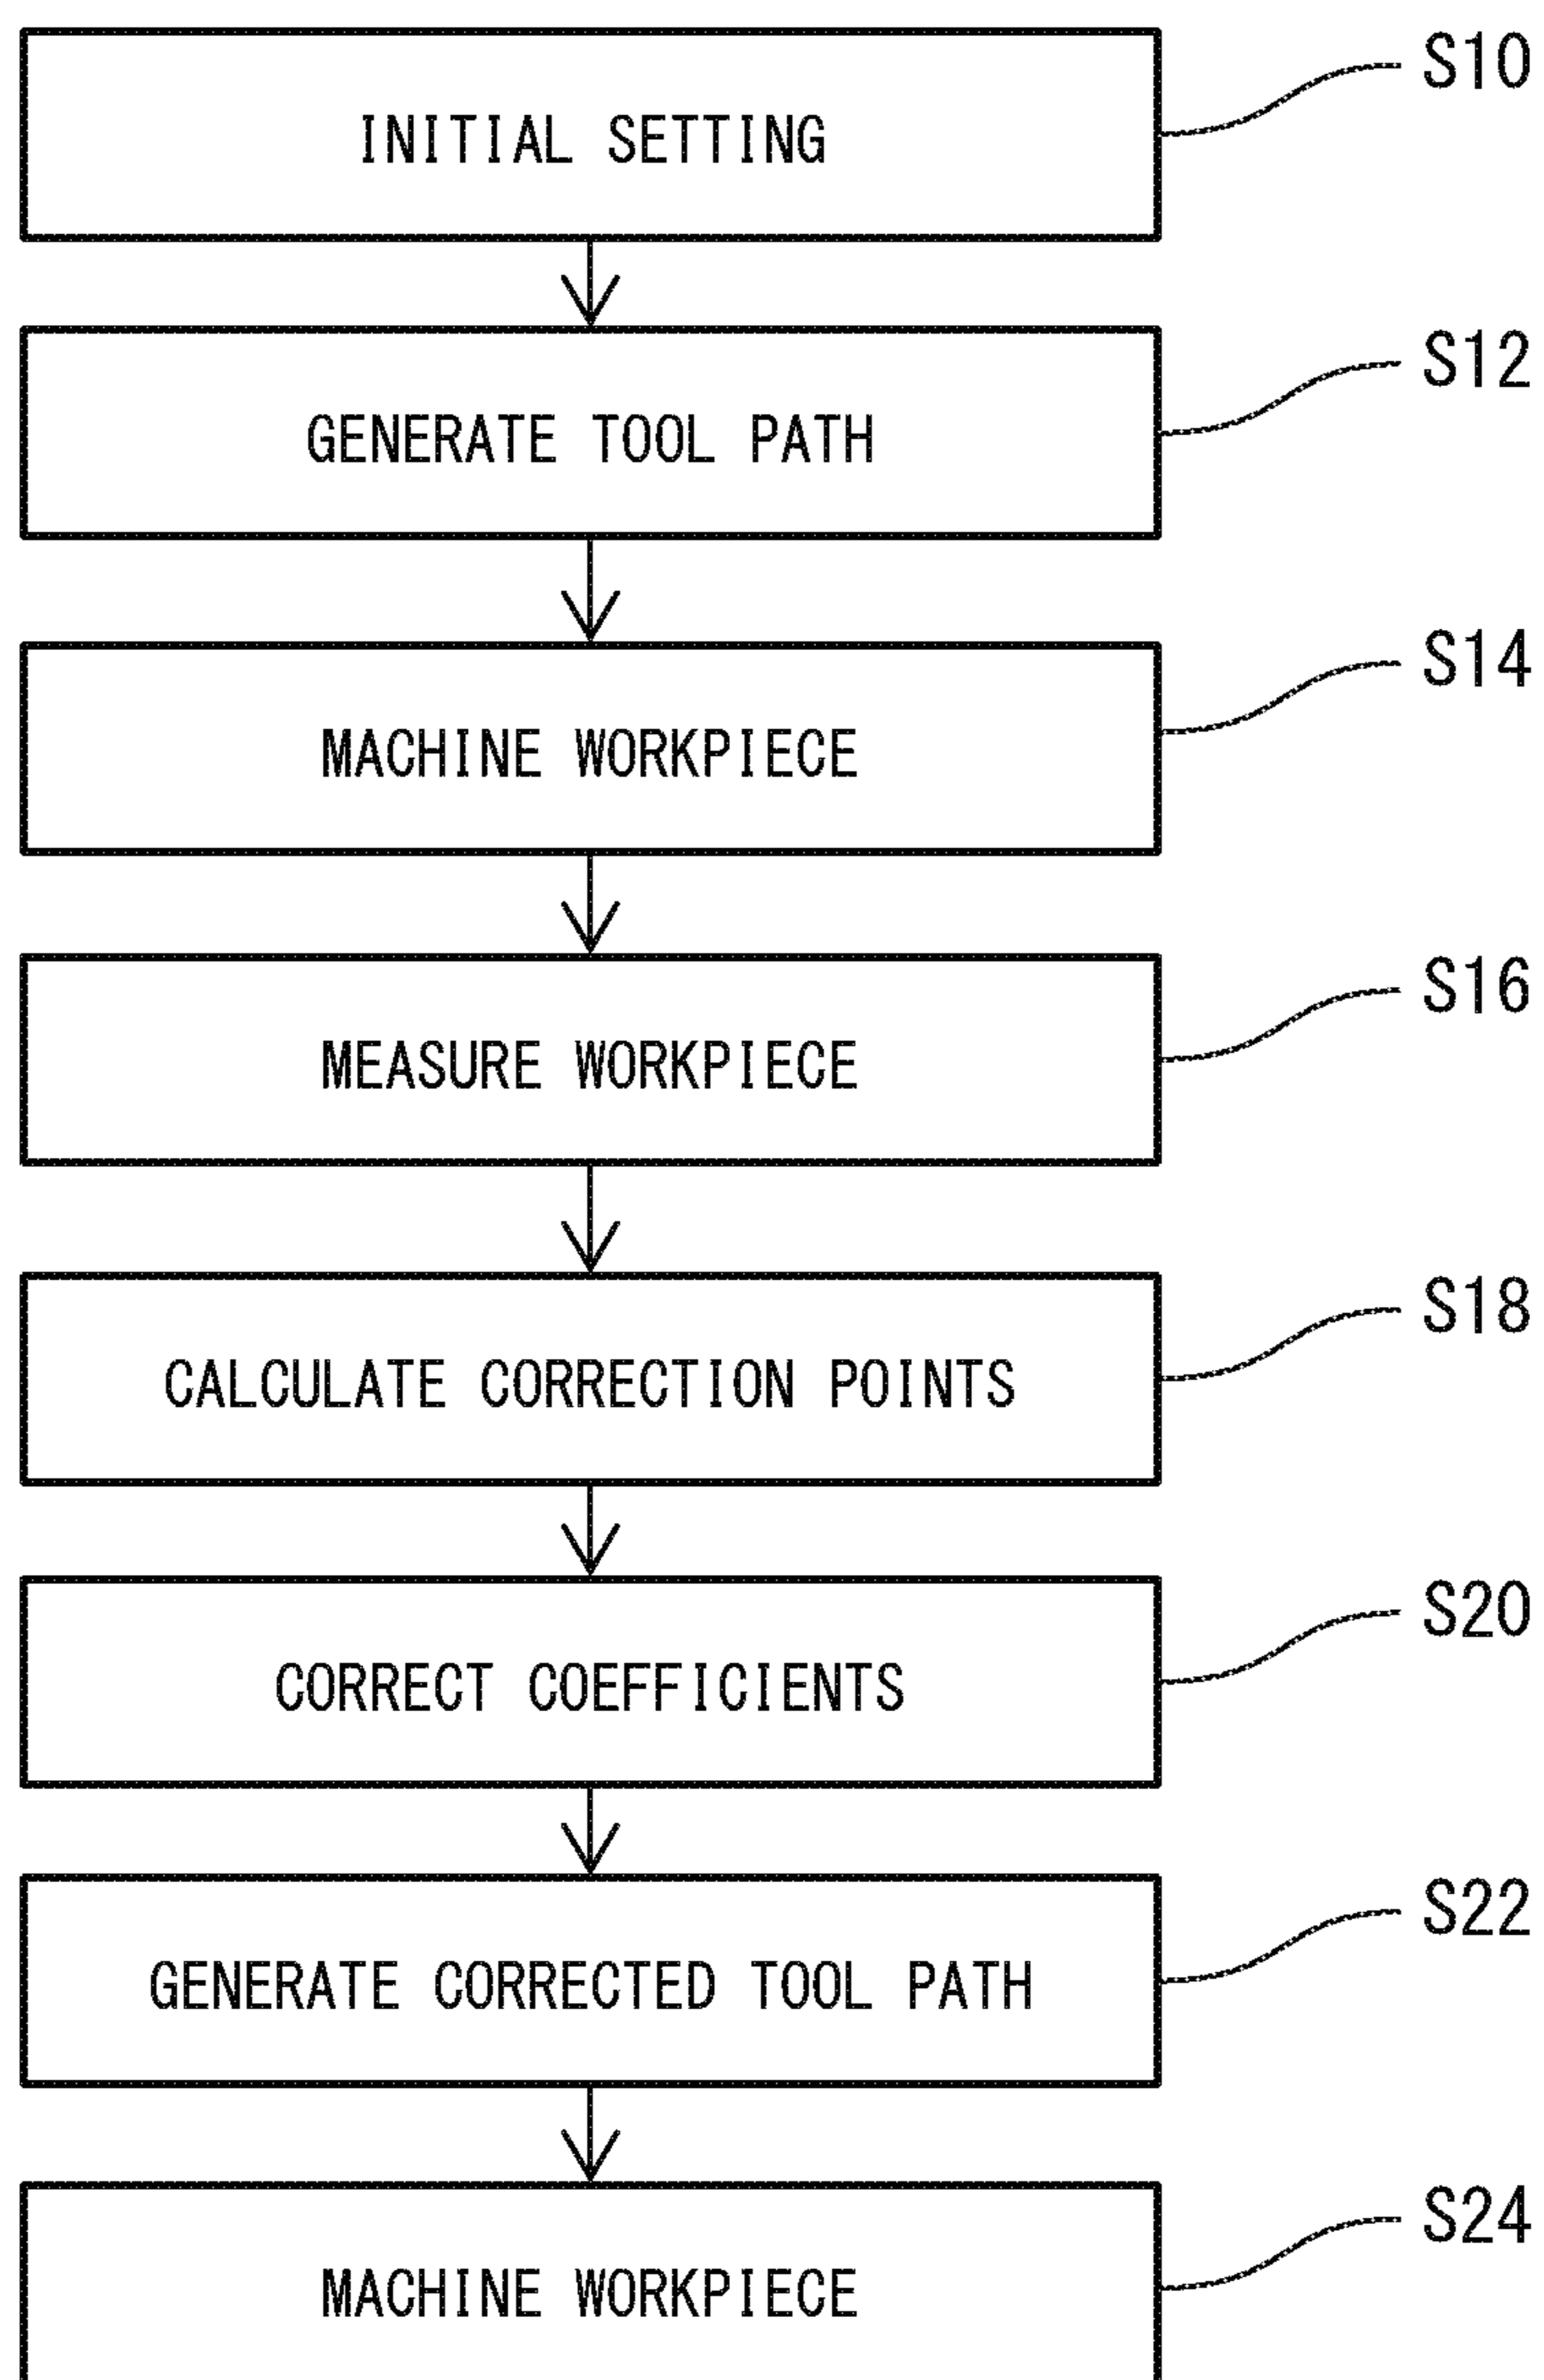 INITIAL SETTING
S10
GENERATE TOOL PATH
S12
MACHINE WORKPIECE
S14
MEASURE WORKPIECE
S16
CALCULATE CORRECTION POINTS
S18
CORRECT COEFFICIENTS
S20
GENERATE CORRECTED TOOL PATH
S22
MACHINE WORKPIECE
S24